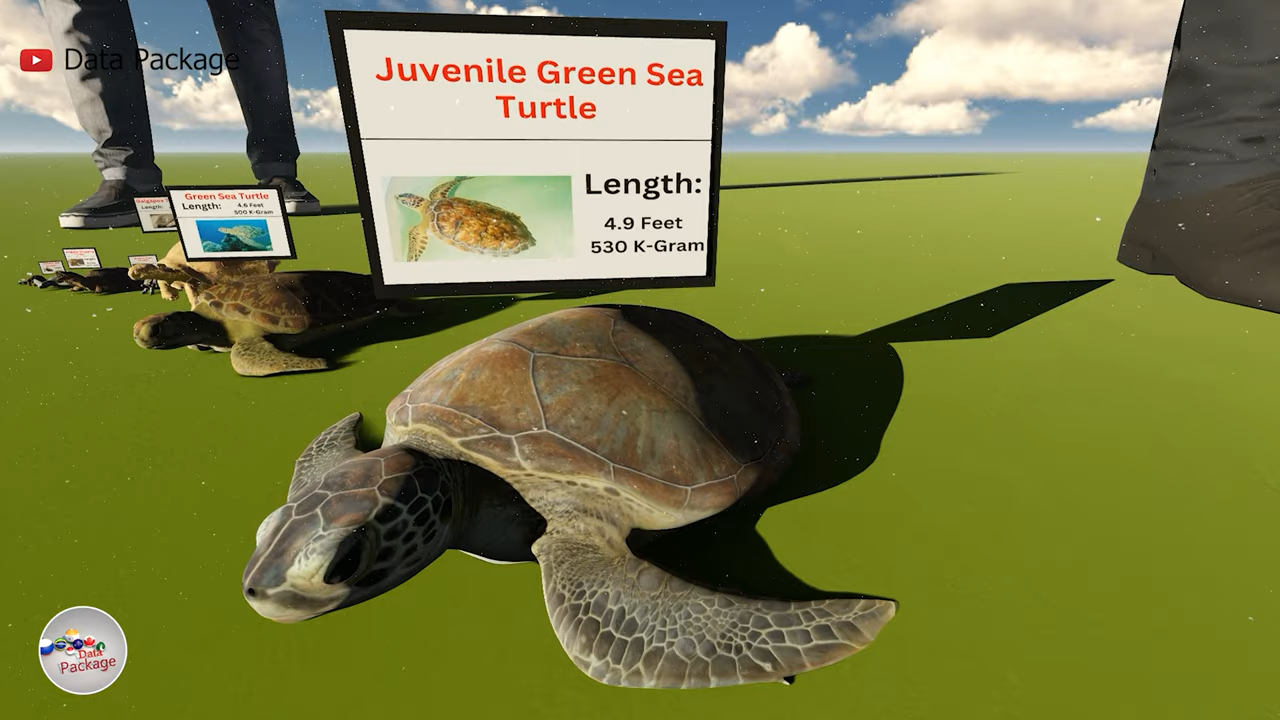 Data Package
Juvenile Green Sea
Turtle
Length:
4.9 Feet
530 K-Gram
Green Sea Turtle
Length:
4.6 Feet
500 K-Gram
Length:
Data
Package